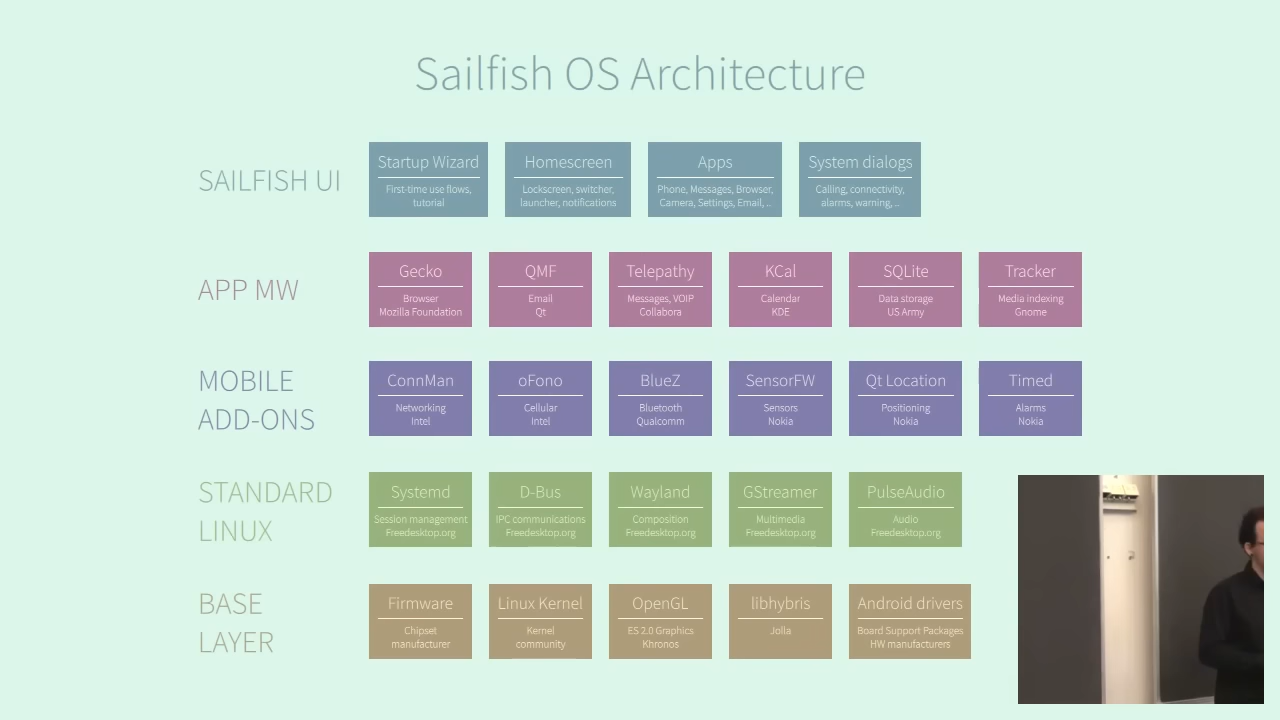 Sailfish OS Architecture
SAILFISH UI
Startup Wizard
First-time use flows,
tutorial
Homescreen
Lockscreen, switcher,
launcher, notifications
Apps
Phone, Messages, Browser,
Camera, Settings, Email, ..
System dialogs
Calling, connectivity,
alarms, warning, ..
APP MW
Gecko
Browser
Mozilla Foundation
QMF
Email
Qt
Telepathy
Messages, VOIP
Collabora
KCal
Calendar
KDE
SQLite
Data storage
US Army
Tracker
Media indexing
Gnome
MOBILE
ADD-ONS
ConnMan
Networking
Intel
oFono
Cellular
Intel
BlueZ
Bluetooth
Qualcomm
SensorFW
Sensors
Nokia
Qt Location
Positioning
Nokia
Timed
Alarms
Nokia
STANDARD
LINUX
Systemd
Session management
Freedesktop.org
D-Bus
IPC communications
Freedesktop.org
Wayland
Composition
Freedesktop.org
GStreamer
Multimedia
Freedesktop.org
PulseAudio
Audio
Freedesktop.org
BASE
LAYER
Firmware
Chipset
manufacturer
Linux Kernel
Kernel
community
OpenGL
ES 2.0 Graphics
Khronos
libhybris
Jolla
Android drivers
Board Support Packages
HW manufacturers